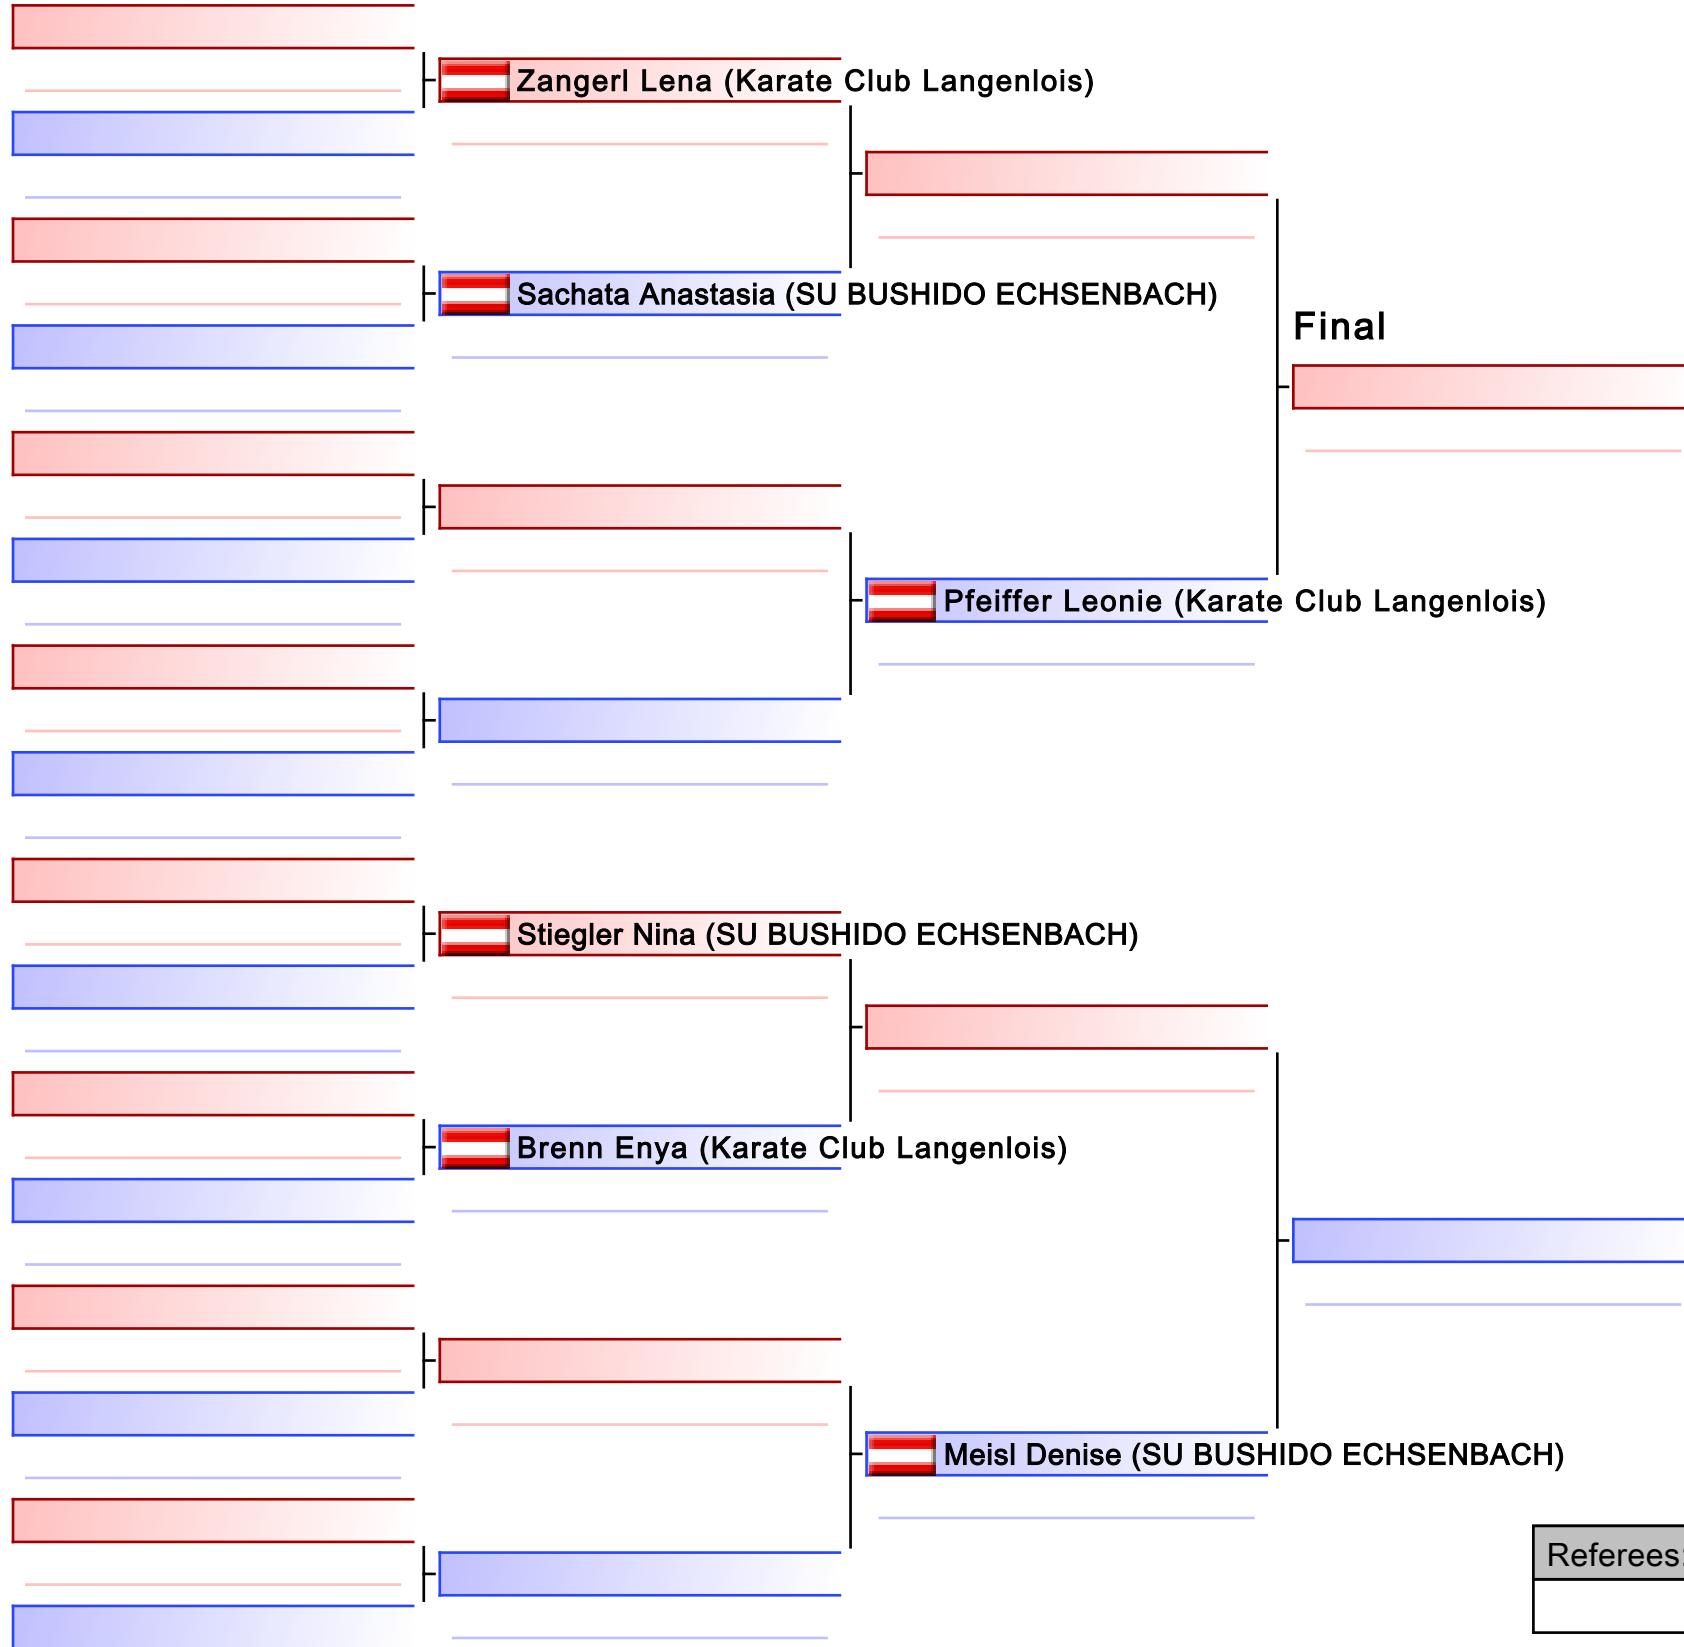 Zangerl Lena (Karate Club Langenlois)
Sachata Anastasia (SU BUSHIDO ECHSENBACH)
Final
Pfeiffer Leonie (Karate Club Langenlois)
Stiegler Nina (SU BUSHIDO ECHSENBACH)
Brenn Enya (Karate Club Langenlois)
Meisl Denise (SU BUSHIDO ECHSENBACH)
Referees: